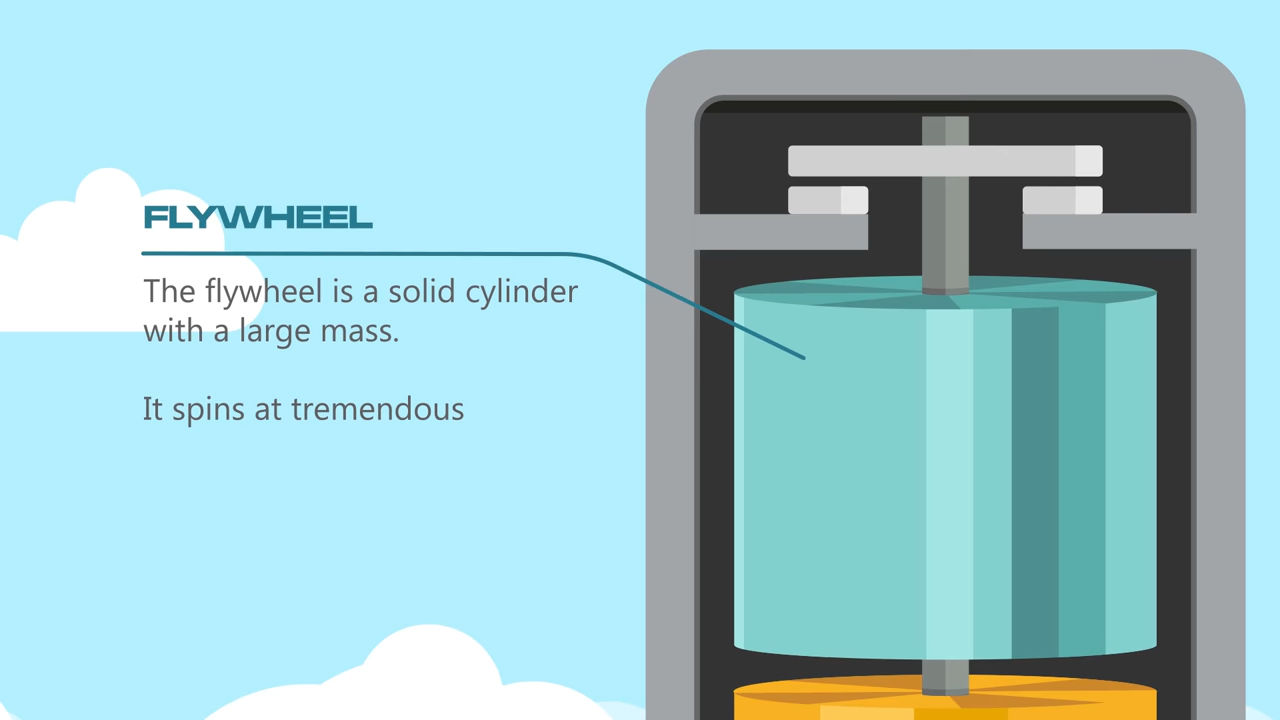 FLYWHEEL
The flywheel is a solid cylinder
with a large mass.
It spins at tremendous